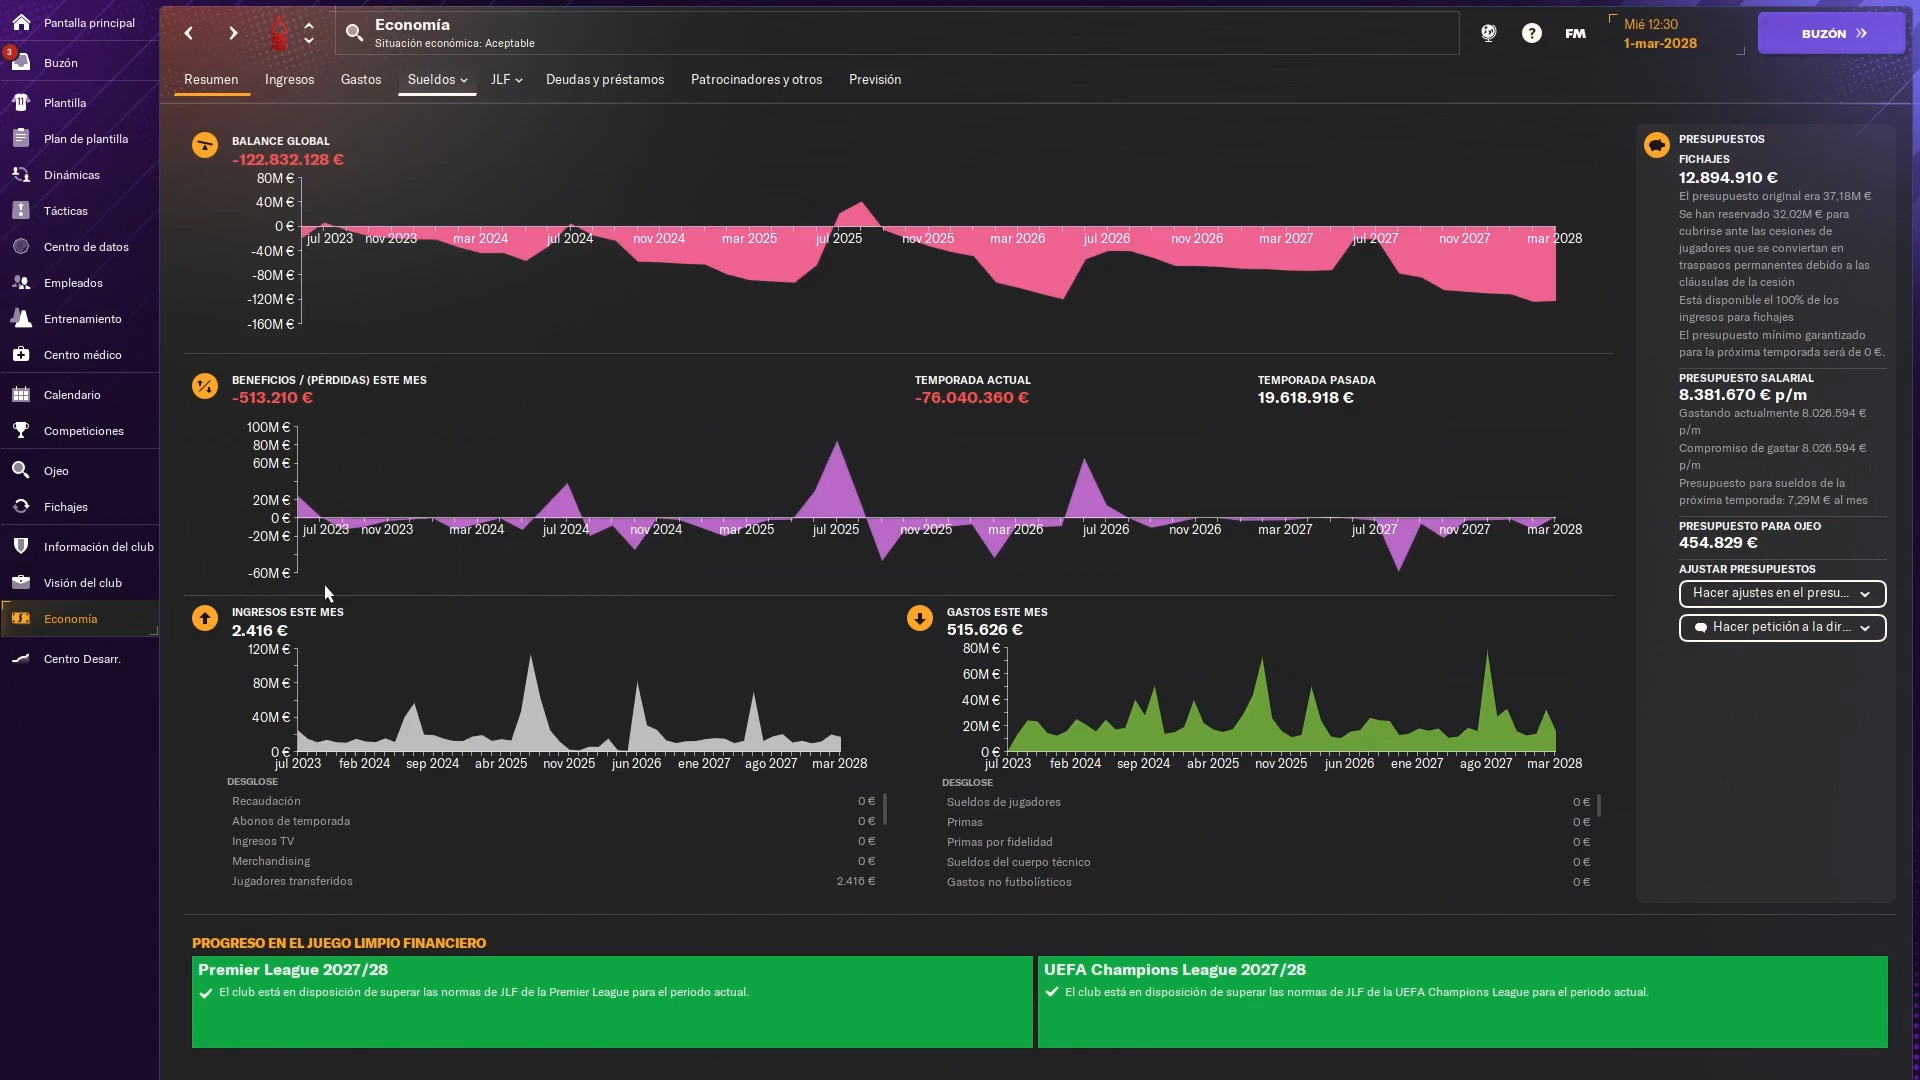 Pantalla principal
3
Buzón
Plantilla
Plan de plantilla
Dinámicas
Tácticas
Centro de datos
Empleados
Entrenamiento
Centro médico
Calendario
Competiciones
Ojeo
Fichajes
Información del club
Visión del club
Economía
Centro Desarr.
Economía
Situación económica: Aceptable
?
FM
Mié 12:30
1-mar-2028
BUZÓN
Resumen Ingresos Gastos Sueldos JLF Deudas y préstamos Patrocinadores y otros Previsión
BALANCE GLOBAL
-122.832.128 €
80M €
40M €
0 €
-40M €
-80M €
-120M €
-160M €
jul 2023 nov 2023 mar 2024 jul 2024 nov 2024 mar 2025 jul 2025 nov 2025 mar 2026 jul 2026 nov 2026 mar 2027 jul 2027 nov 2027 mar 2028
BENEFICIOS / (PÉRDIDAS) ESTE MES
-513.210 €
TEMPORADA ACTUAL
-76.040.360 €
TEMPORADA PASADA
19.618.918 €
100M €
80M €
60M €
20M €
0 €
-20M €
-60M €
jul 2023 nov 2023 mar 2024 jul 2024 nov 2024 mar 2025 jul 2025 nov 2025 mar 2026 jul 2026 nov 2026 mar 2027 jul 2027 nov 2027 mar 2028
INGRESOS ESTE MES
2.416 €
120M €
80M €
40M €
0 €
jul 2023 feb 2024 sep 2024 abr 2025 nov 2025 jun 2026 ene 2027 ago 2027 mar 2028
DESGLOSE
Recaudación 0 €
Abonos de temporada 0 €
Ingresos TV 0 €
Merchandising 0 €
Jugadores transferidos 2.416 €
GASTOS ESTE MES
515.626 €
80M €
60M €
40M €
20M €
0 €
jul 2023 feb 2024 sep 2024 abr 2025 nov 2025 jun 2026 ene 2027 ago 2027 mar 2028
DESGLOSE
Sueldos de jugadores 0 €
Primas 0 €
Primas por fidelidad 0 €
Sueldos del cuerpo técnico 0 €
Gastos no futbolísticos 0 €
PRESUPUESTOS
FICHAJES
12.894.910 €
El presupuesto original era 37,18M €
Se han reservado 32,02M € para
cubrirse ante las cesiones de
jugadores que se conviertan en
traspasos permanentes debido a las
cláusulas de la cesión
Está disponible el 100% de los
ingresos para fichajes
El presupuesto mínimo garantizado
para la próxima temporada será de 0 €.
PRESUPUESTO SALARIAL
8.381.670 € p/m
Gastando actualmente 8.026.594 €
p/m
Compromiso de gastar 8.026.594 €
p/m
Presupuesto para sueldos de la
próxima temporada: 7,29M € al mes
PRESUPUESTO PARA OJEO
454.829 €
AJUSTAR PRESUPUESTOS
Hacer ajustes en el presu...
Hacer petición a la dir...
PROGRESO EN EL JUEGO LIMPIO FINANCIERO
Premier League 2027/28
El club está en disposición de superar las normas de JLF de la Premier League para el periodo actual.
UEFA Champions League 2027/28
El club está en disposición de superar las normas de JLF de la UEFA Champions League para el periodo actual.